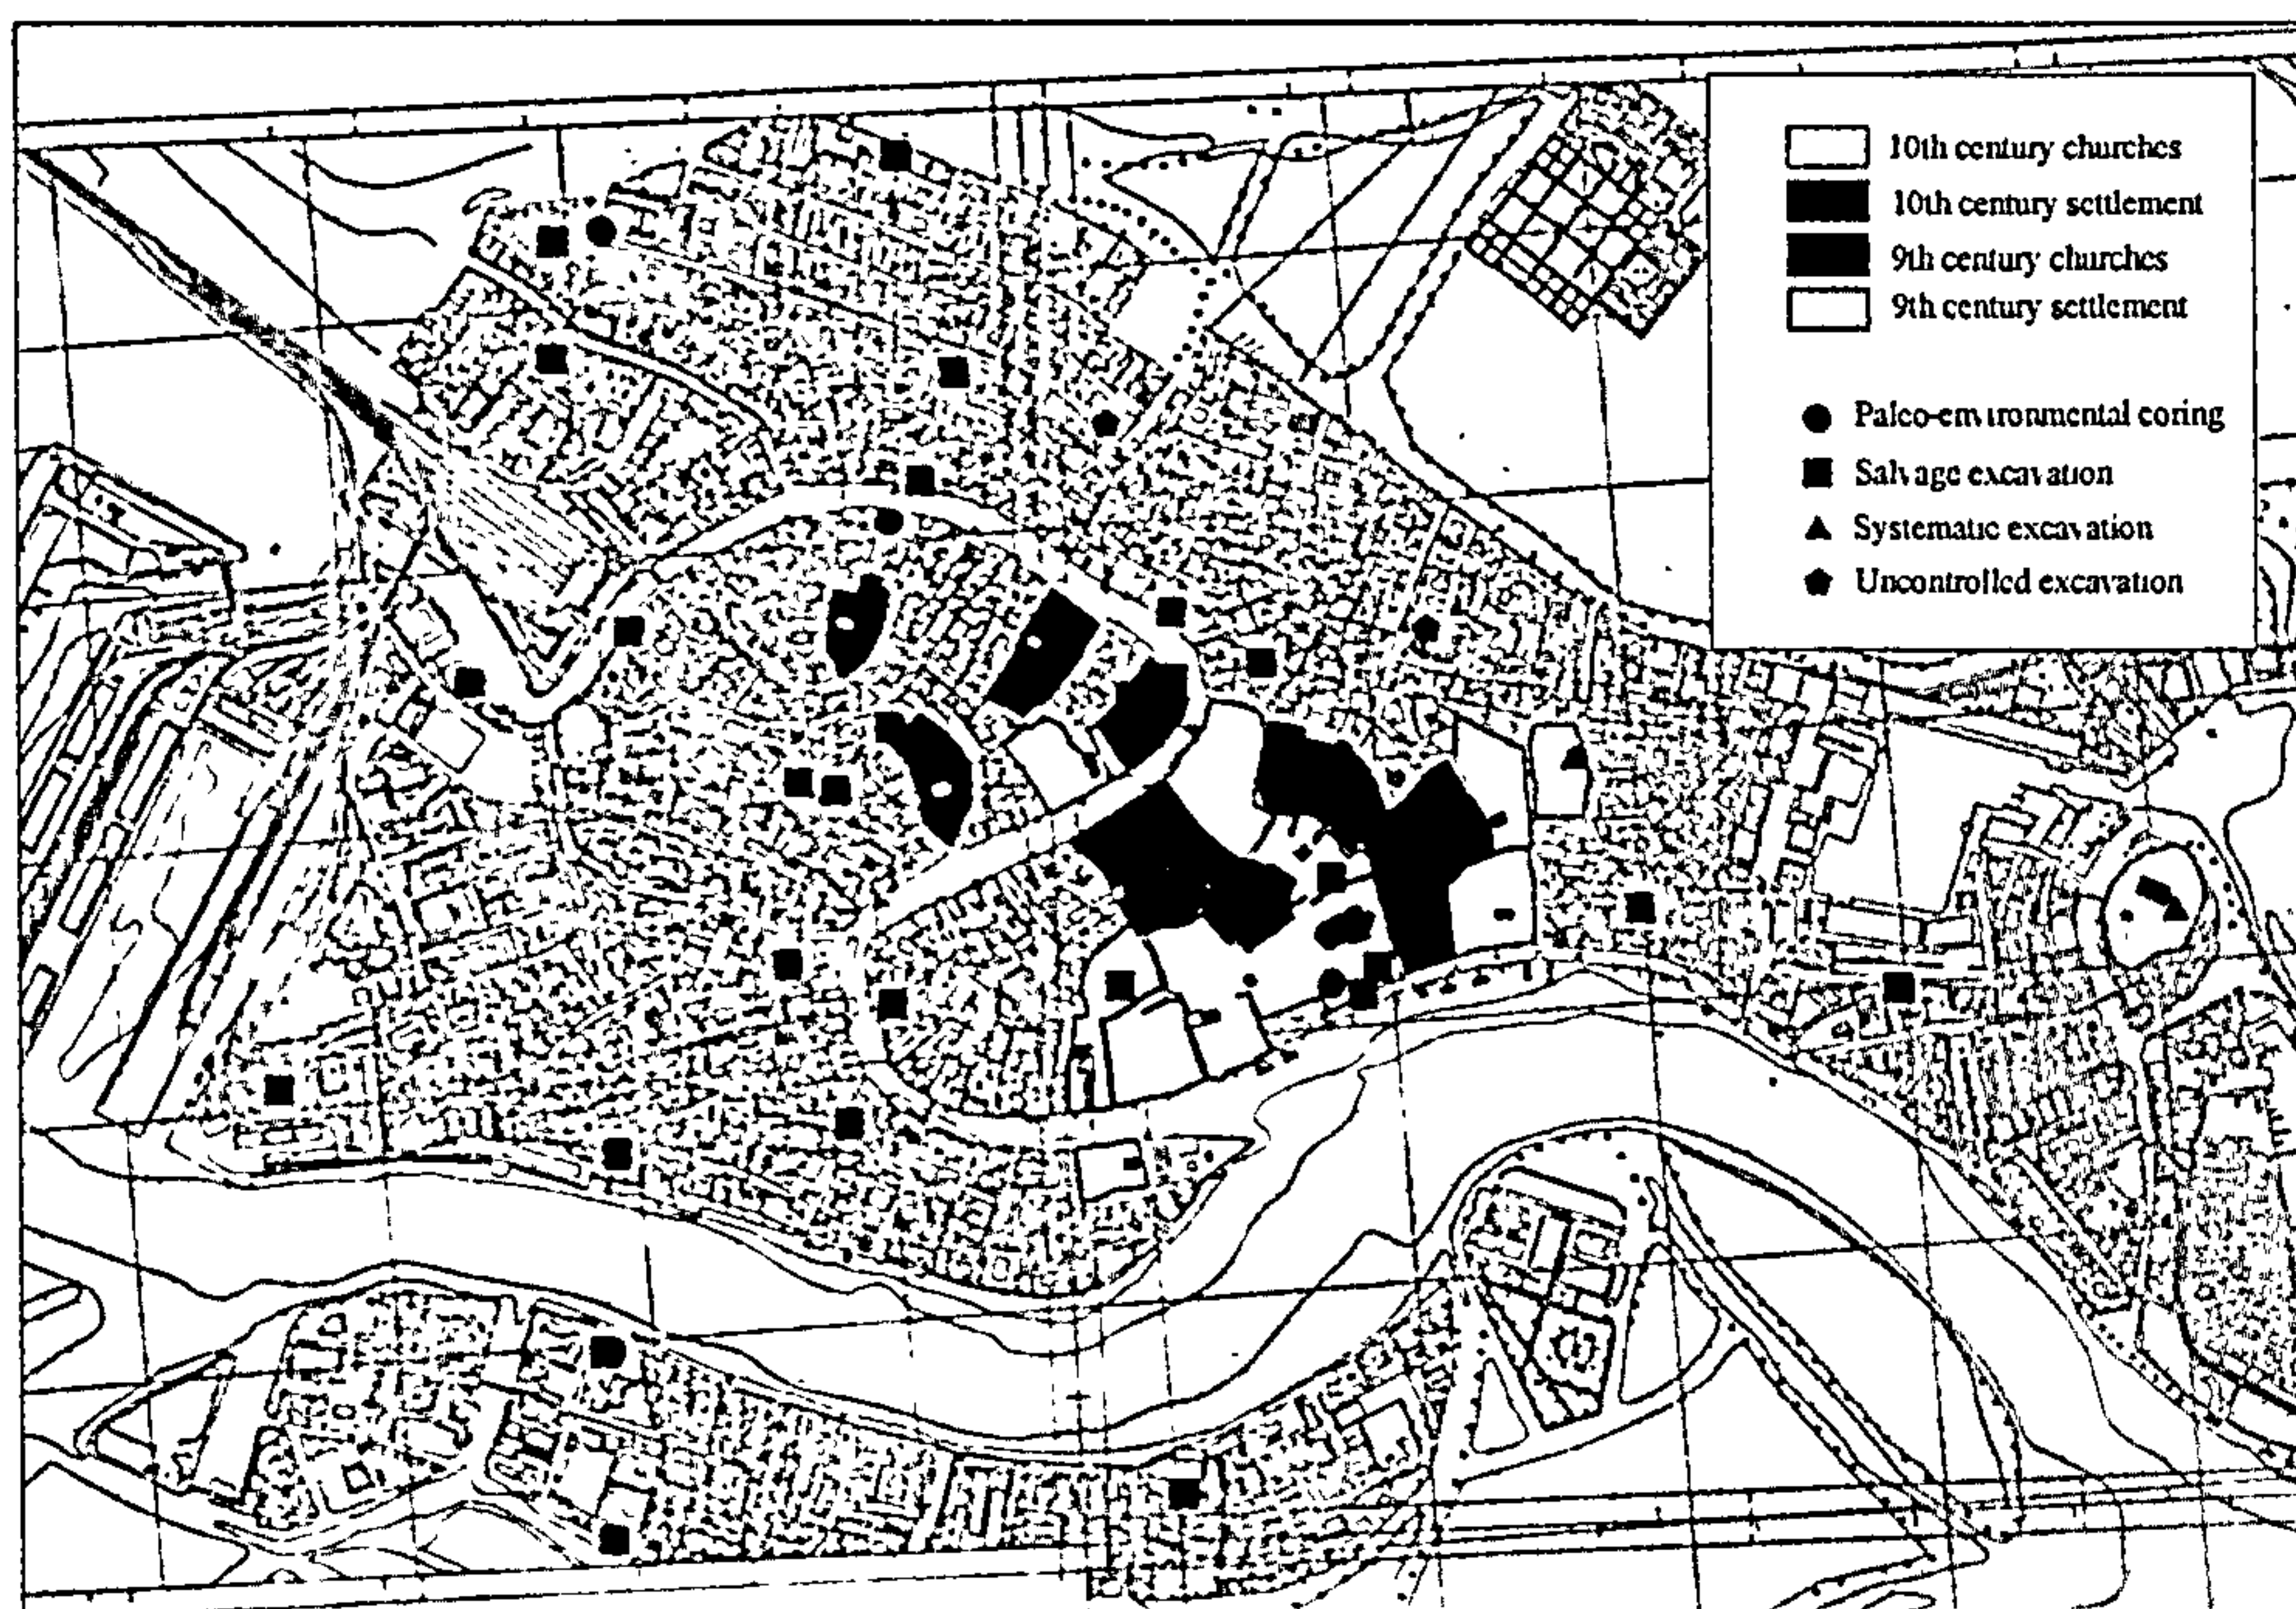 10th century churches
10th century settlement
9th century churches
9th century settlement
Paleo-environmental coring
Salvage excavation
Systematic excavation
Uncontrolled excavation